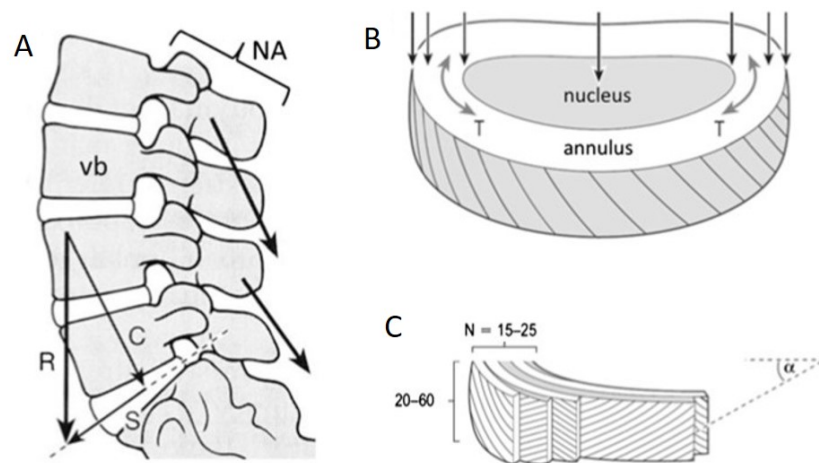 A
NA
vb
R
C
S
B
nucleus
T
T
annulus
C
N = 15–25
20–60
α